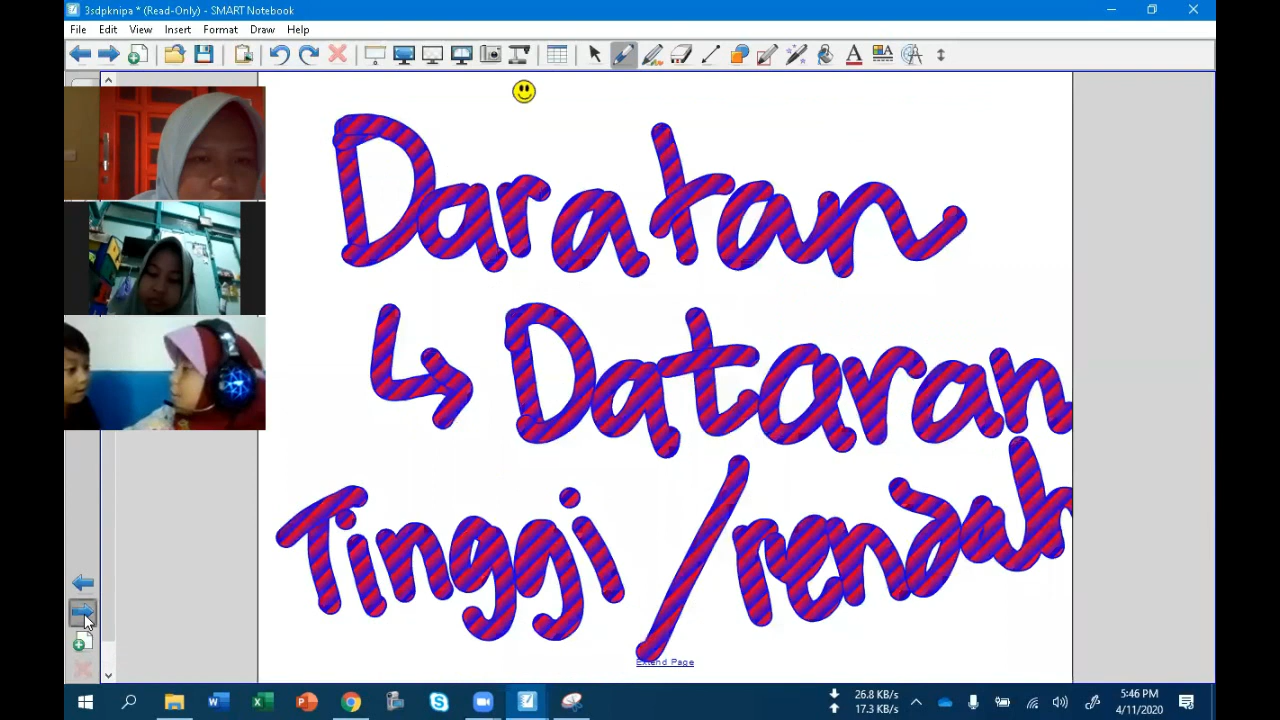 3sdpknipa * (Read-Only) - SMART Notebook
File Edit View Insert Format Draw Help
Daratan
↳ Dataran
Tinggi / rendah
Extend Page
26.8 KB/s
17.3 KB/s
5:46 PM
4/11/2020